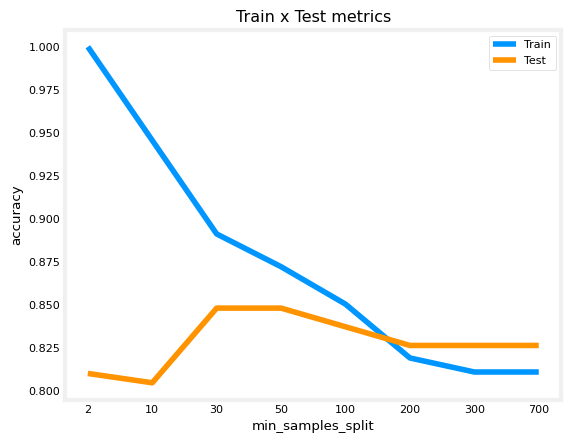 Train x Test metrics
Train
Test
accuracy
1.000
0.975
0.950
0.925
0.900
0.875
0.850
0.825
0.800
2 10 30 50 100 200 300 700
min_samples_split